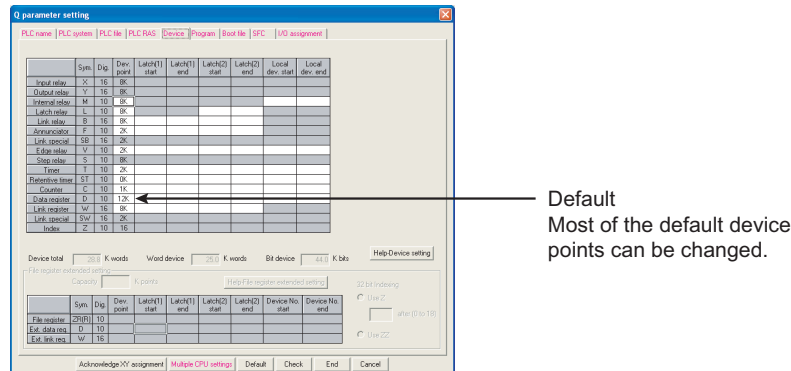 Q parameter setting
PLC name PLC system PLC file PLC RAS Device Program Boot file SFC I/O assignment
Sym. Dig. Dev. point Latch(1) start Latch(1) end Latch(2) start Latch(2) end Local dev. start Local dev. end
Input relay X 16 8K
Output relay Y 16 8K
Internal relay M 10 8K
Latch relay L 10 8K
Link relay B 16 8K
Annunciator F 10 2K
Link special SB 16 2K
Edge relay V 10 2K
Step relay S 10 8K
Timer T 10 2K
Retentive timer ST 10 0K
Counter C 10 1K
Data register D 10 12K
Link register W 16 8K
Link special SW 16 2K
Index Z 10 16
Default
Most of the default device
points can be changed.
Device total 28.8 K words Word device 25.0 K words Bit device 44.0 K bits Help-Device setting
File register extended setting
Capacity K points Help-File register extended setting
32 bit Indexing
Use Z after (0 to 18)
Use ZZ
Sym. Dig. Dev. point Latch(1) start Latch(1) end Latch(2) start Latch(2) end Device No. start Device No. end
File register ZR(R) 10
Ext. data reg. D 10
Ext. link reg. W 16
Acknowledge XY assignment Multiple CPU settings Default Check End Cancel